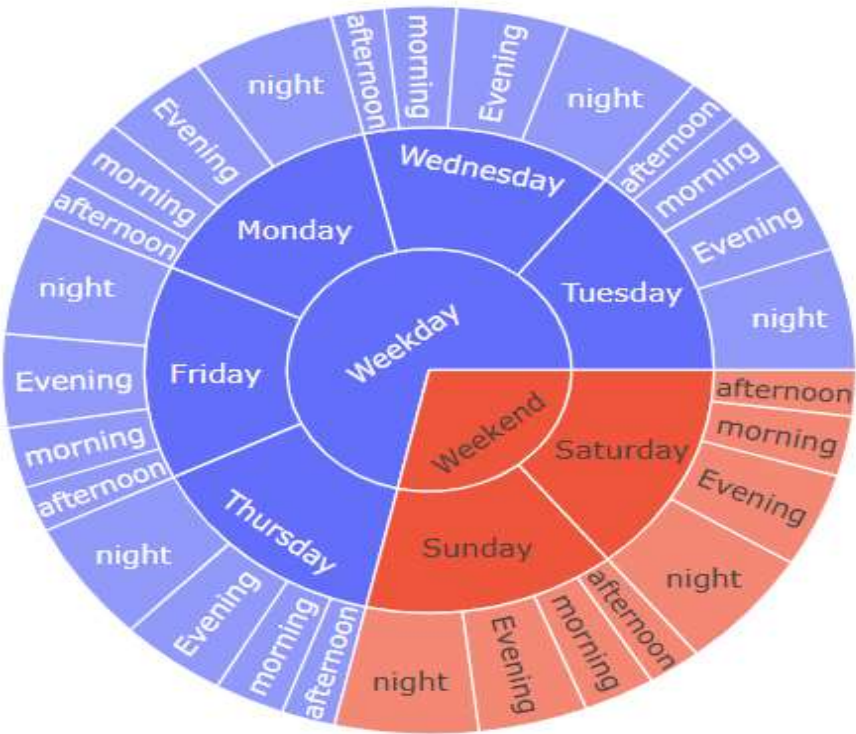 afternoon
morning
Evening
night
night
afternoon
morning
Evening
night
Evening
morning
afternoon
Wednesday
Monday
Tuesday
Weekday
night
Evening
morning
afternoon
Friday
Thursday
night
Evening
morning
afternoon
Weekend
Saturday
Sunday
afternoon
morning
Evening
night
afternoon
morning
Evening
night